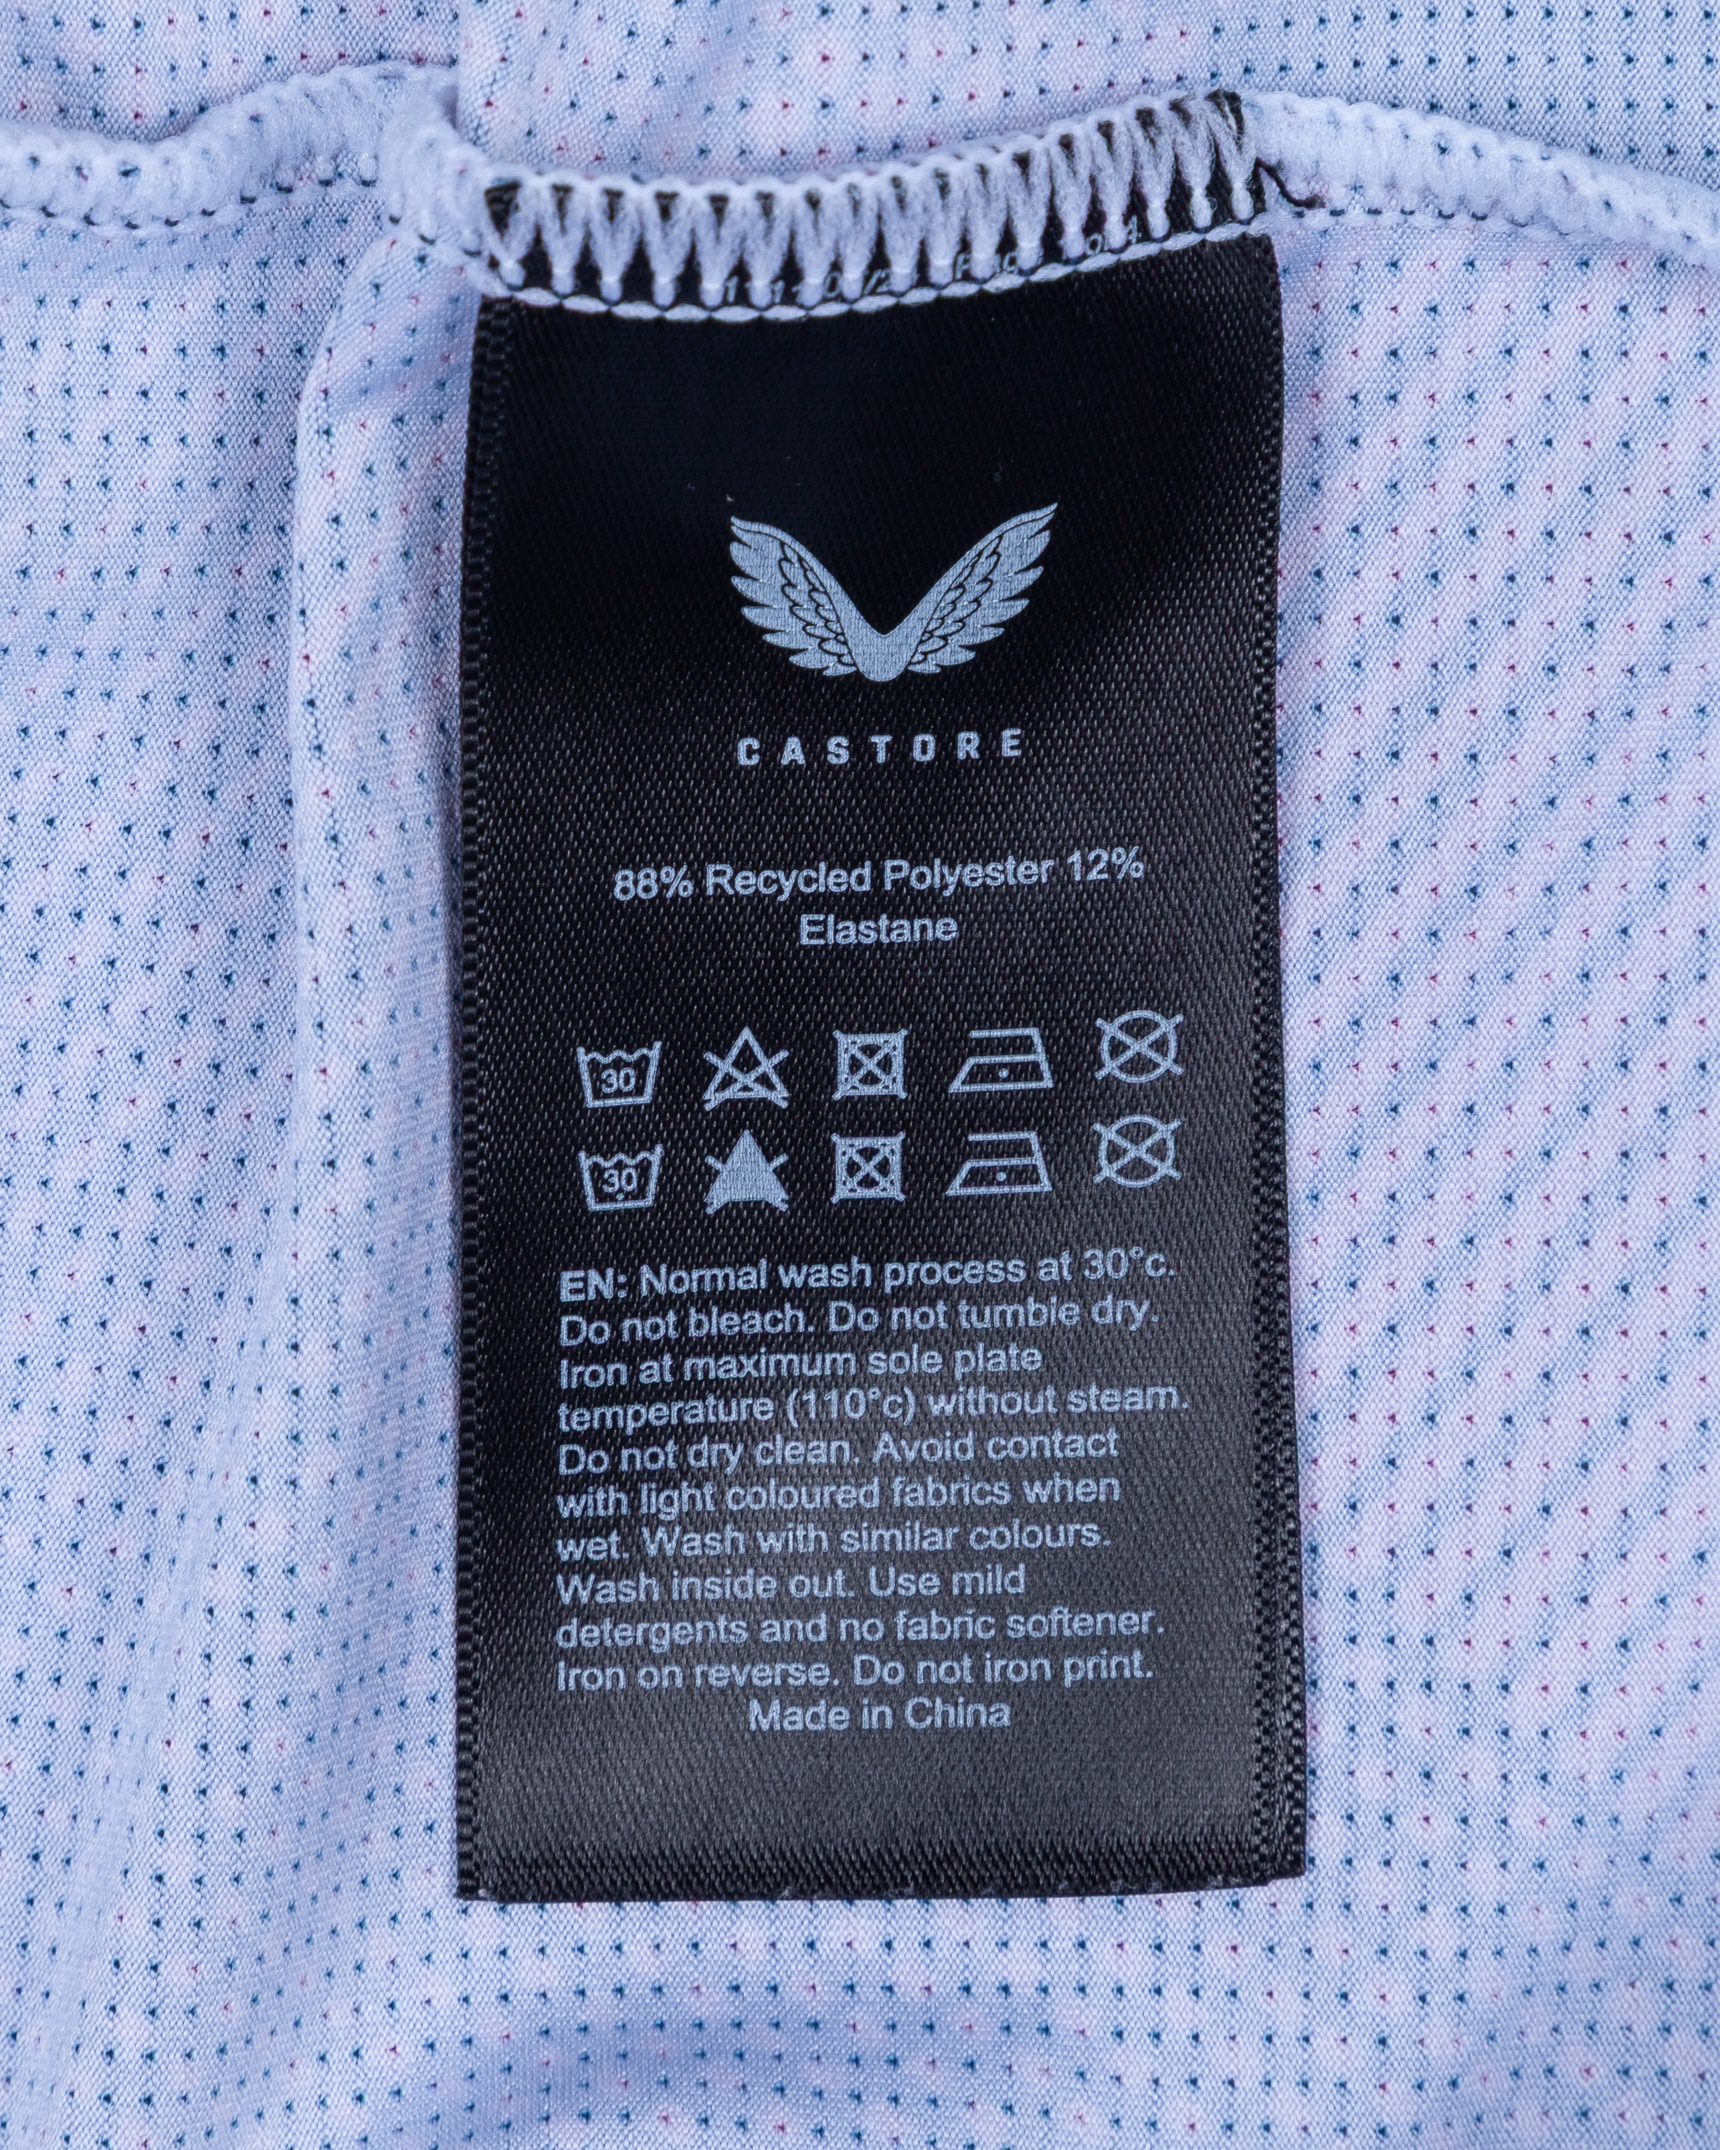 CASTORE
88% Recycled Polyester 12%
Elastane
30
30
EN: Normal wash process at 30°c.
Do not bleach. Do not tumble dry.
Iron at maximum sole plate
temperature (110°c) without steam.
Do not dry clean. Avoid contact
with light coloured fabrics when
wet. Wash with similar colours.
Wash inside out. Use mild
detergents and no fabric softener.
Iron on reverse. Do not iron print.
Made in China